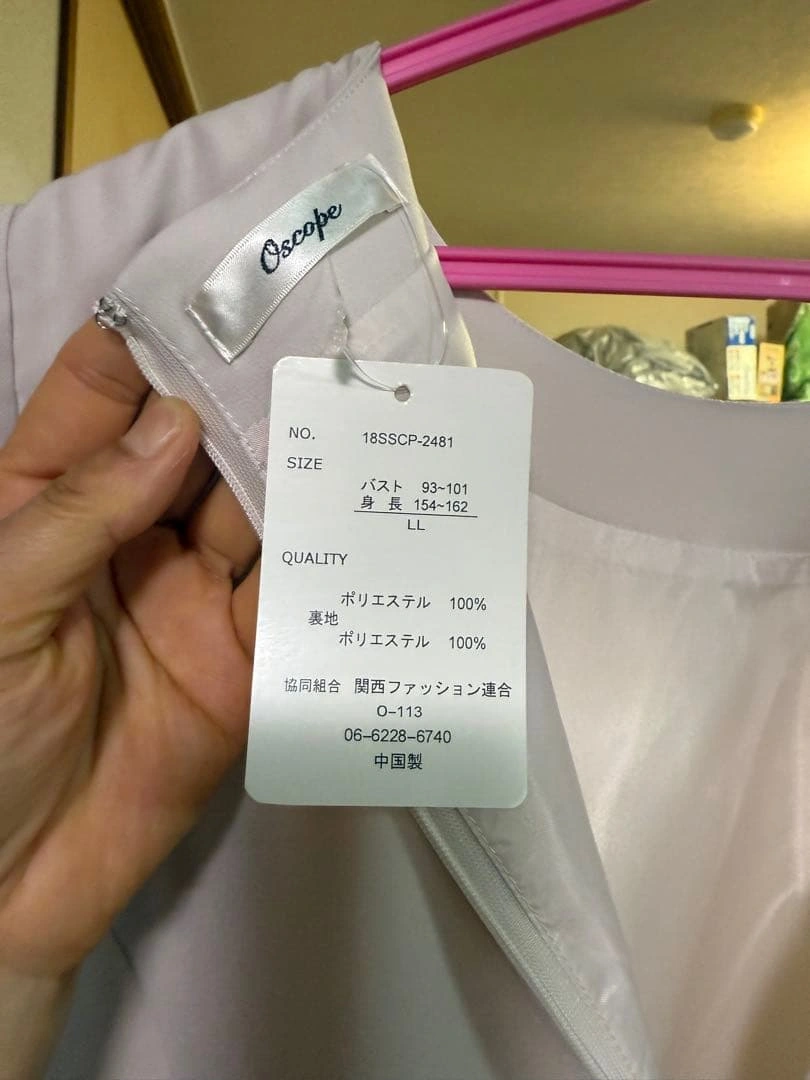 Oscope
NO. 18SSCP-2481
SIZE
バスト 93~101
身 長 154~162
LL
QUALITY
ポリエステル 100%
裏地
ポリエステル 100%
協同組合 関西ファッション連合
O-113
06-6228-6740
中国製